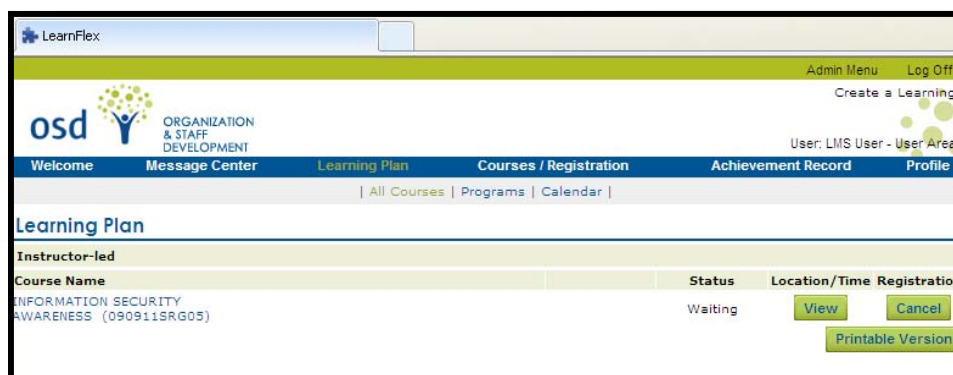 LearnFlex
Admin Menu Log Off
Create a Learning
osd ORGANIZATION
& STAFF
DEVELOPMENT
User: LMS User - User Area
Welcome Message Center Learning Plan Courses / Registration Achievement Record Profile
| All Courses | Programs | Calendar |
Learning Plan
Instructor-led
Course Name Status Location/Time Registratio
INFORMATION SECURITY
AWARENESS (090911SRG05) Waiting View Cancel
Printable Version